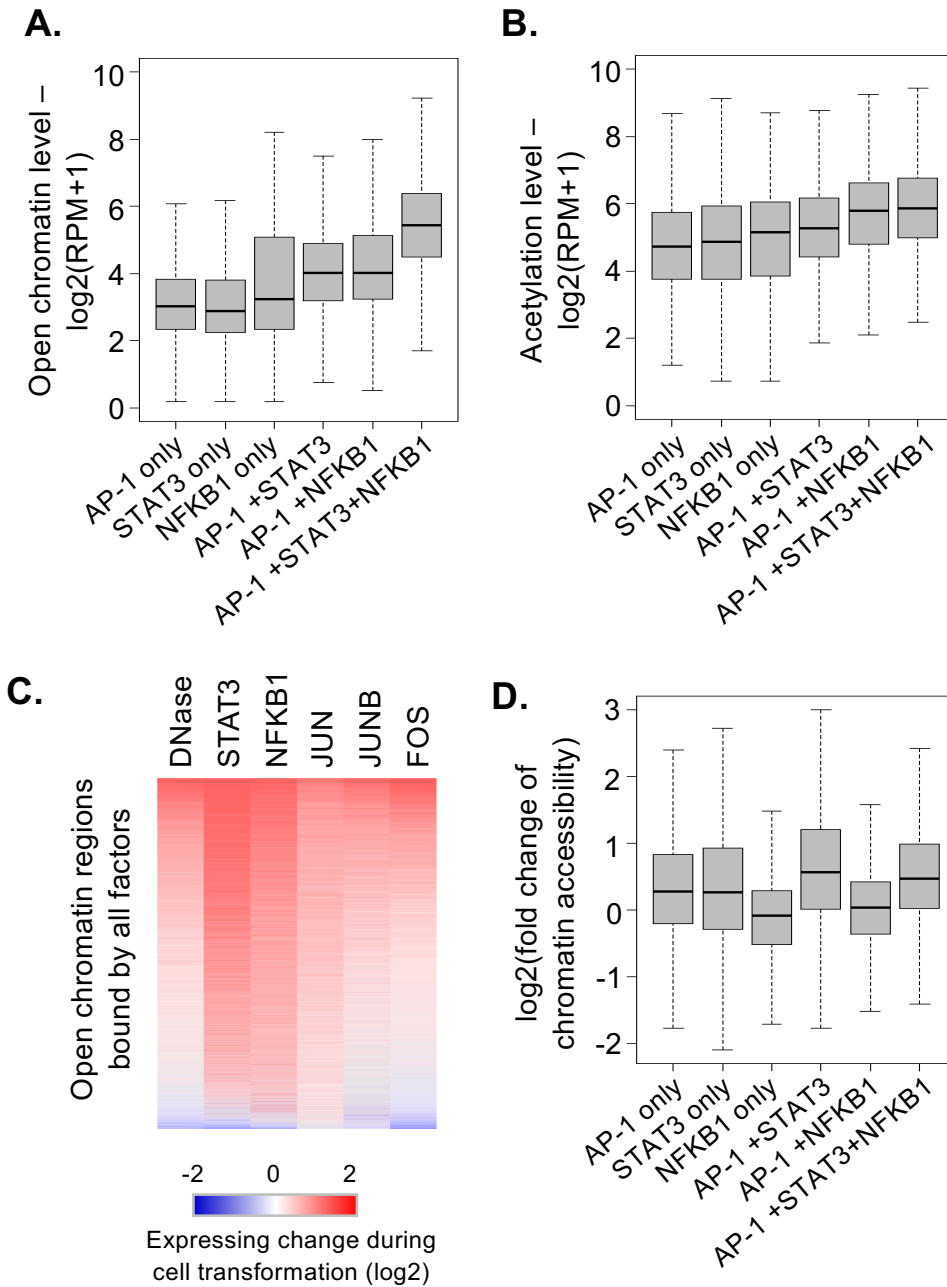 A.
Open chromatin level –
log2(RPM+1)
10
8
6
4
2
0
AP-1 only
STAT3 only
NFKB1 only
AP-1 +STAT3
AP-1 +NFKB1
AP-1 +STAT3+NFKB1
B.
Acetylation level –
log2(RPM+1)
10
8
6
4
2
0
AP-1 only
STAT3 only
NFKB1 only
AP-1 +STAT3
AP-1 +NFKB1
AP-1 +STAT3+NFKB1
C.
DNase
STAT3
NFKB1
JUN
JUNB
FOS
Open chromatin regions
bound by all factors
-2 0 2
Expressing change during
cell transformation (log2)
D.
log2(fold change of
chromatin accessibility)
3
2
1
0
-1
-2
AP-1 only
STAT3 only
NFKB1 only
AP-1 +STAT3
AP-1 +NFKB1
AP-1 +STAT3+NFKB1